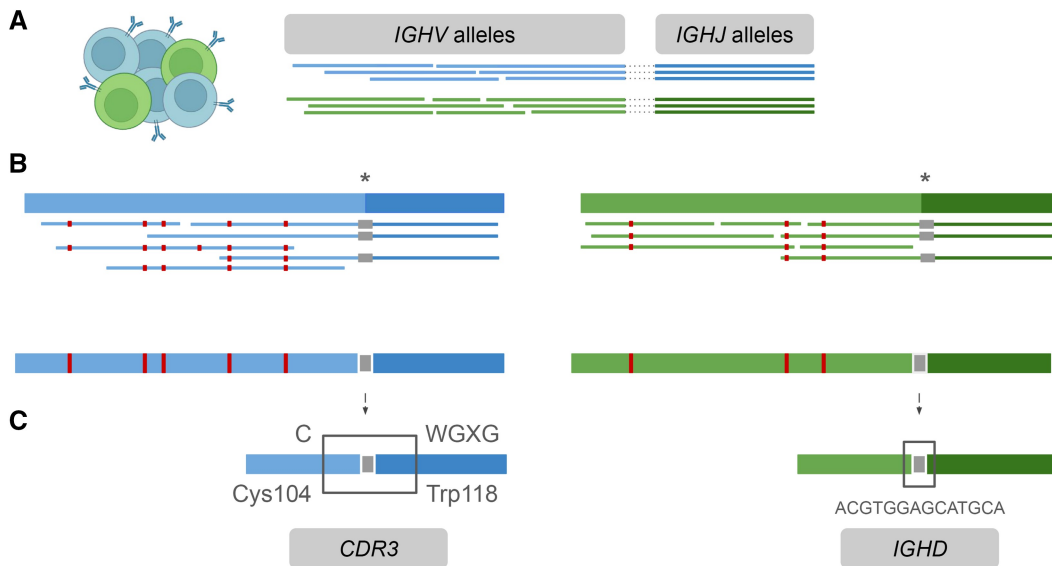 A
IGHV alleles
IGHJ alleles
B
*
*
C
C
WGXG
Cys104
Trp118
ACGTGGAGCATGCA
CDR3
IGHD